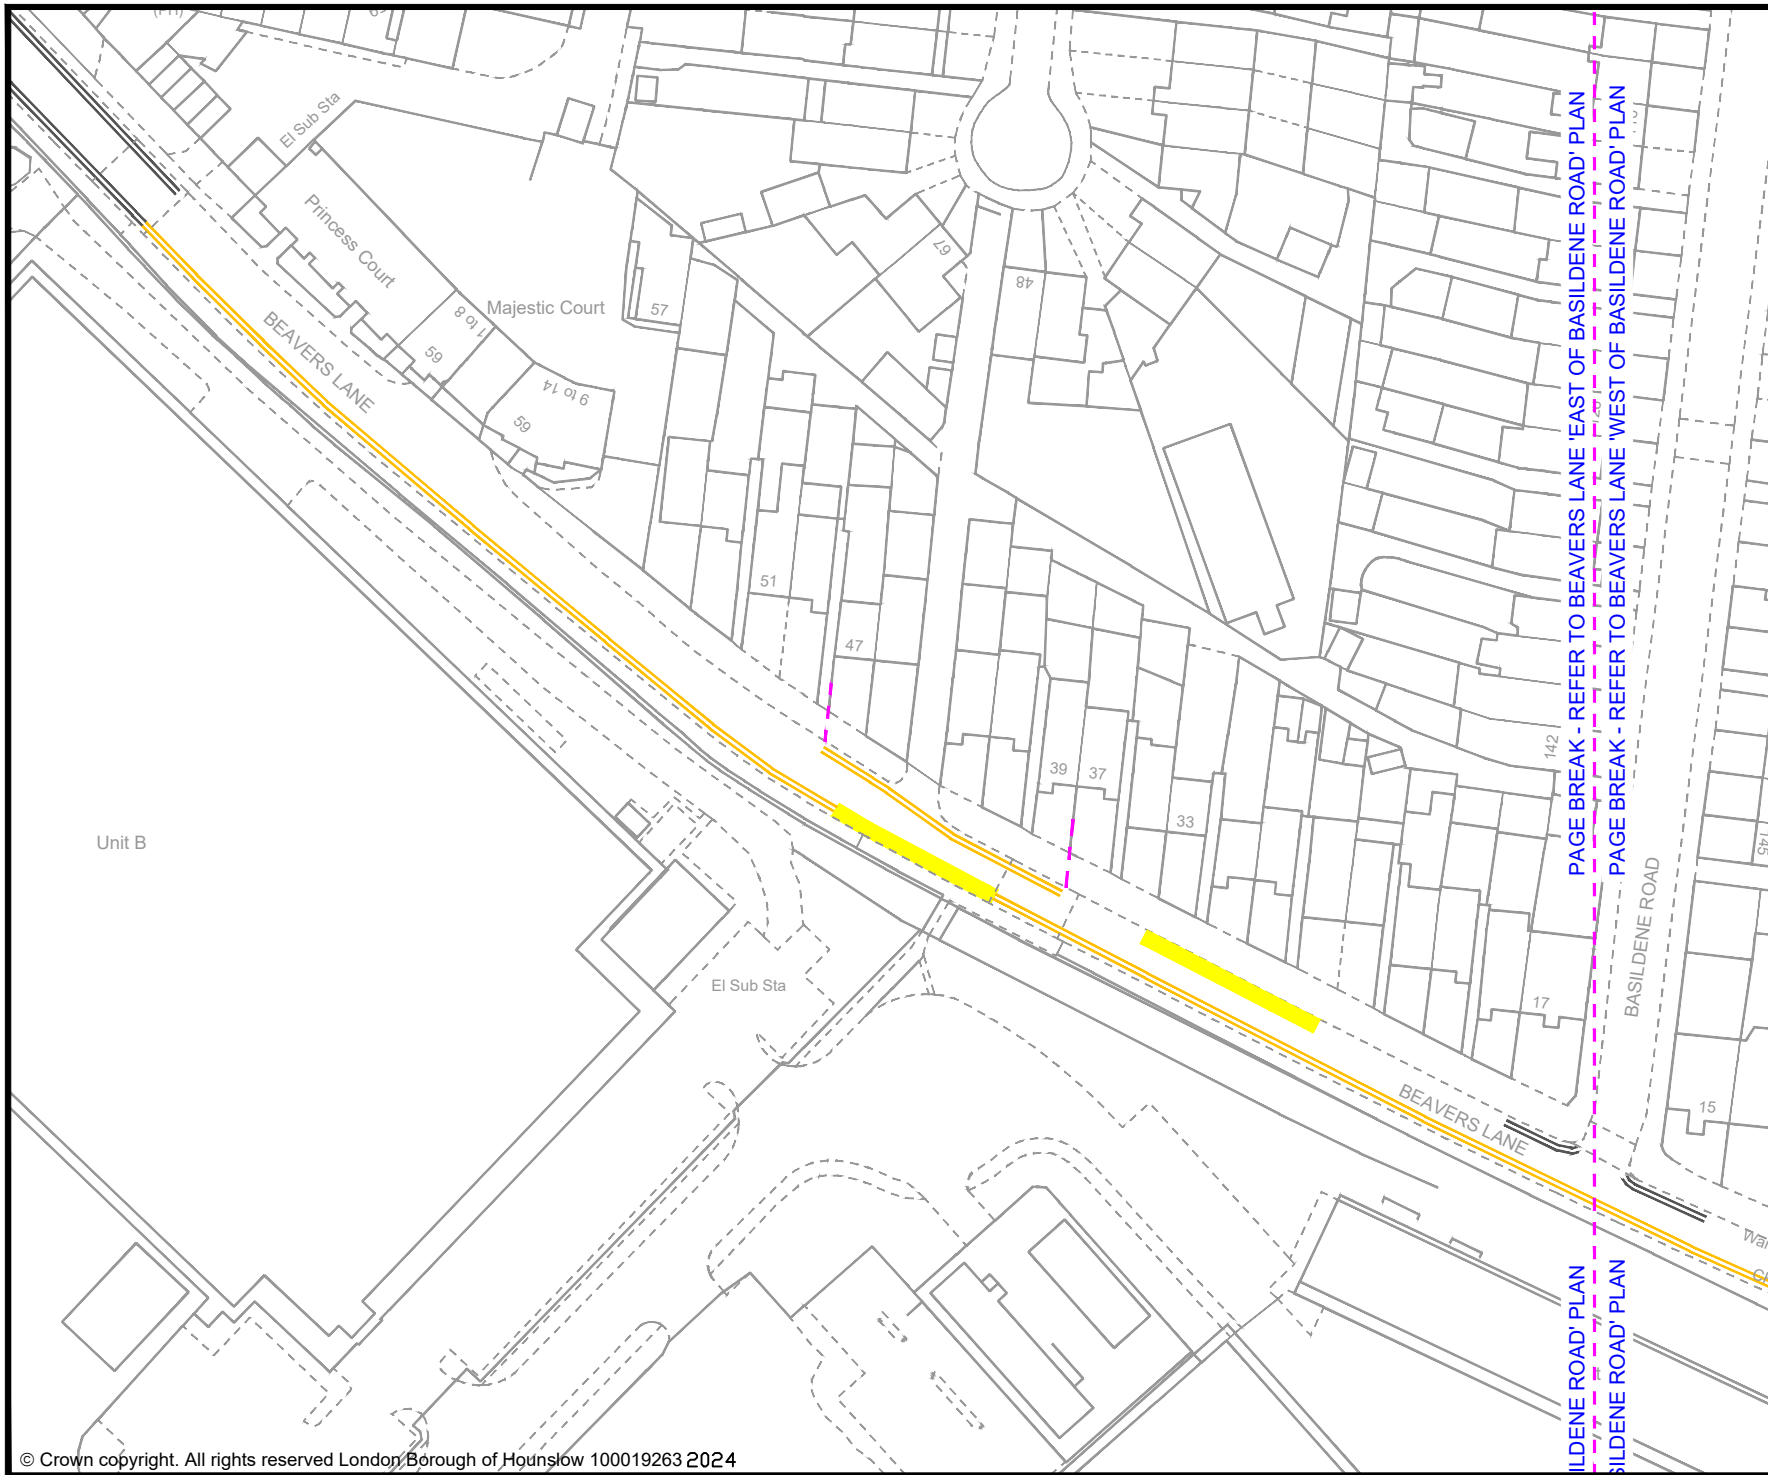 (PH)
El Sub Sta
Princess Court
1 to 8
59
9 to 14
59
Majestic Court
57
67
48
BEAVERS LANE
51
47
39
37
33
142
17
15
145
Unit B
El Sub Sta
BEAVERS LANE
BASILDENE ROAD
PAGE BREAK - REFER TO BEAVERS LANE 'EAST OF BASILDENE ROAD' PLAN
PAGE BREAK - REFER TO BEAVERS LANE 'WEST OF BASILDENE ROAD' PLAN
ILDENE ROAD' PLAN
SILDENE ROAD' PLAN
© Crown copyright. All rights reserved London Borough of Hounslow 100019263 2024